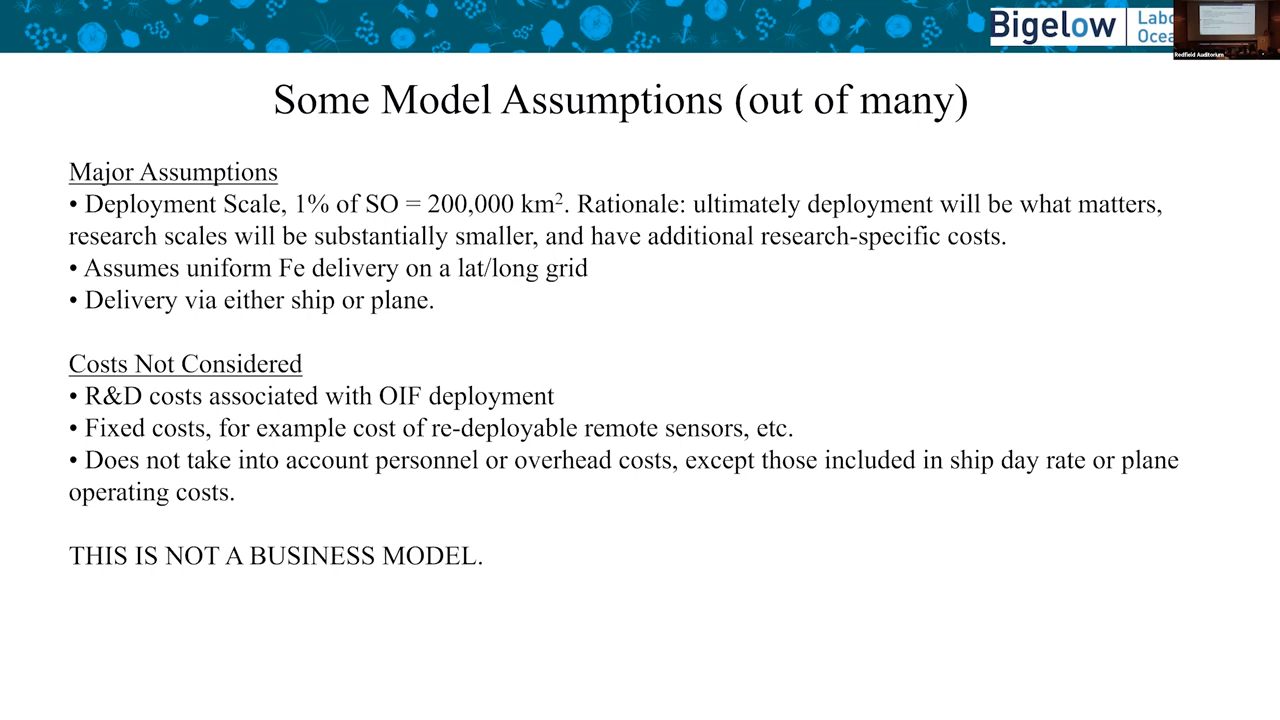 Bigelow
Labo
Ocea
Redfield Auditorium
Some Model Assumptions (out of many)
Major Assumptions
• Deployment Scale, 1% of SO = 200,000 km². Rationale: ultimately deployment will be what matters,
research scales will be substantially smaller, and have additional research-specific costs.
• Assumes uniform Fe delivery on a lat/long grid
• Delivery via either ship or plane.
Costs Not Considered
• R&D costs associated with OIF deployment
• Fixed costs, for example cost of re-deployable remote sensors, etc.
• Does not take into account personnel or overhead costs, except those included in ship day rate or plane
operating costs.
THIS IS NOT A BUSINESS MODEL.